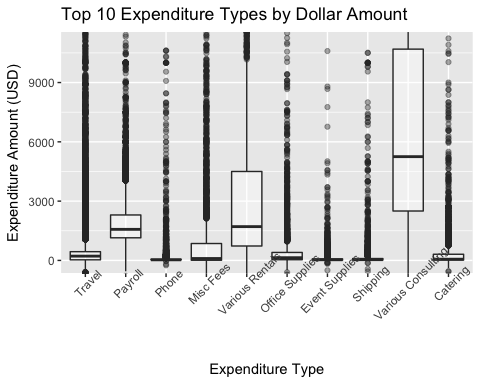 Top 10 Expenditure Types by Dollar Amount
Expenditure Amount (USD)
9000
6000
3000
0
Travel
Payroll
Phone
Misc Fees
Various Rentals
Office Supplies
Event Supplies
Shipping
Various Consulting
Catering
Expenditure Type